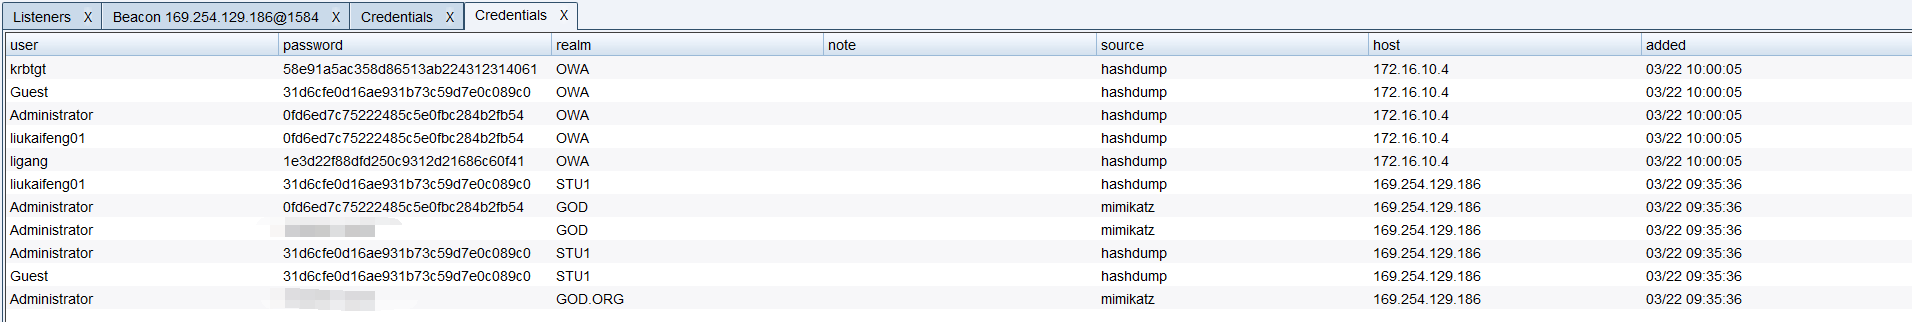 Listeners X Beacon 169.254.129.186@1584 X Credentials X Credentials X
user password realm note source host added
krbtgt 58e91a5ac358d86513ab224312314061 OWA hashdump 172.16.10.4 03/22 10:00:05
Guest 31d6cfe0d16ae931b73c59d7e0c089c0 OWA hashdump 172.16.10.4 03/22 10:00:05
Administrator 0fd6ed7c75222485c5e0fbc284b2fb54 OWA hashdump 172.16.10.4 03/22 10:00:05
liukaifeng01 0fd6ed7c75222485c5e0fbc284b2fb54 OWA hashdump 172.16.10.4 03/22 10:00:05
ligang 1e3d22f88dfd250c9312d21686c60f41 OWA hashdump 172.16.10.4 03/22 10:00:05
liukaifeng01 31d6cfe0d16ae931b73c59d7e0c089c0 STU1 hashdump 169.254.129.186 03/22 09:35:36
Administrator 0fd6ed7c75222485c5e0fbc284b2fb54 GOD mimikatz 169.254.129.186 03/22 09:35:36
Administrator GOD mimikatz 169.254.129.186 03/22 09:35:36
Administrator 31d6cfe0d16ae931b73c59d7e0c089c0 STU1 hashdump 169.254.129.186 03/22 09:35:36
Guest 31d6cfe0d16ae931b73c59d7e0c089c0 STU1 hashdump 169.254.129.186 03/22 09:35:36
Administrator GOD.ORG mimikatz 169.254.129.186 03/22 09:35:36